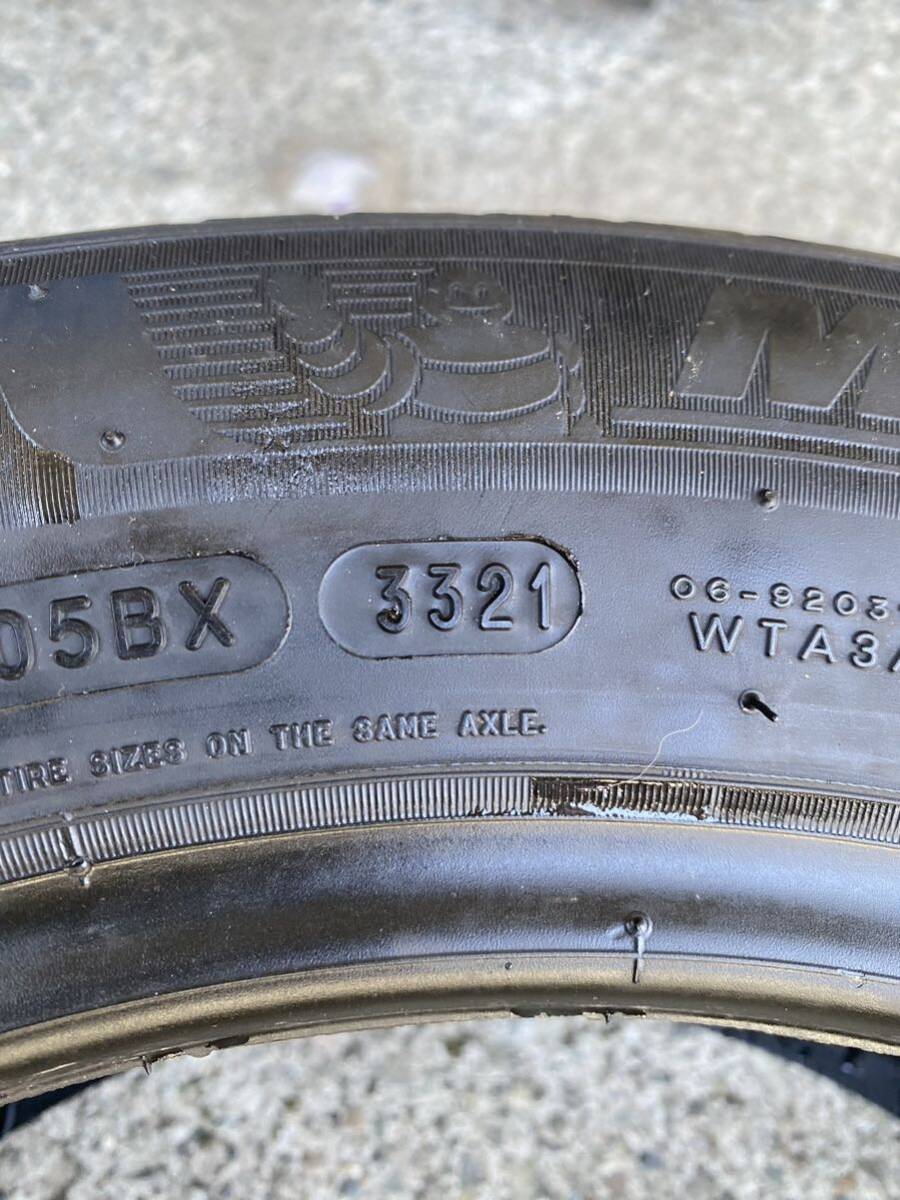 M
05BX 3321
06-9203
WTA3
TIRE SIZES ON THE SAME AXLE.